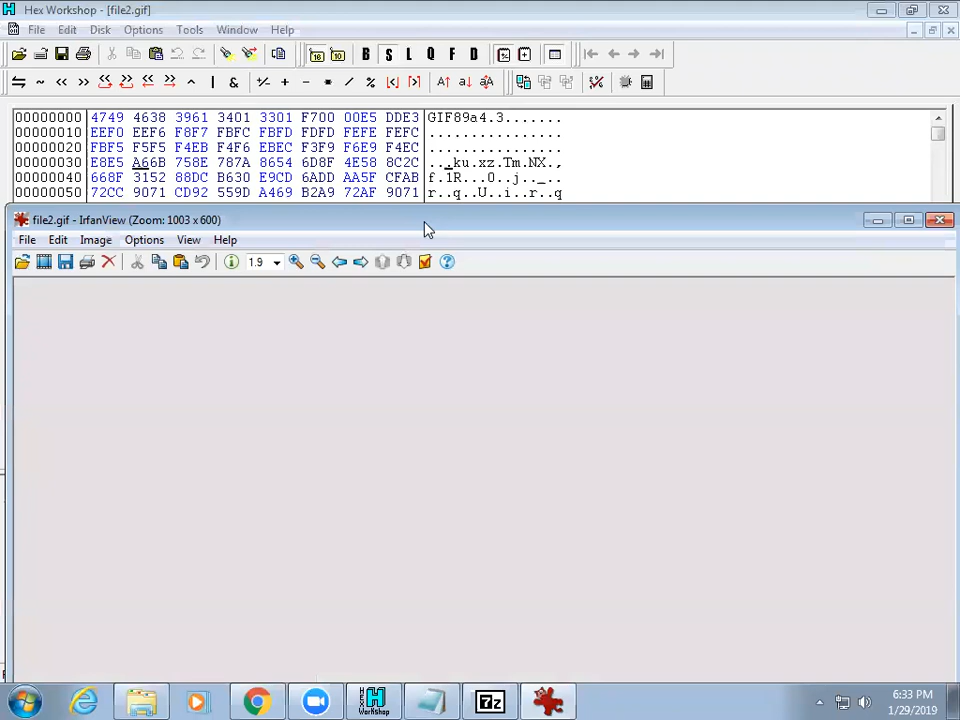 Hex Workshop - [file2.gif]
File Edit Disk Options Tools Window Help
B S L Q F D
00000000 4749 4638 3961 3401 3301 F700 00E5 DDE3 GIF89a4.3.......
00000010 EEF0 EEF6 F8F7 FBFC FBFD FDFD FEFE FEFC ................
00000020 FBF5 F5F5 F4EB F4F6 EBEC F3F9 F6E9 F4EC ................
00000030 E8E5 A66B 758E 787A 8654 6D8F 4E58 8C2C ...ku.xz.Tm.NX.,
00000040 668F 3152 88DC B630 E9CD 6ADD AA5F CFAB f.1R...0..j.._..
00000050 72CC 9071 CD92 559D A469 B2A9 72AF 9071 r..q..U..i..r..q
file2.gif - IrfanView (Zoom: 1003 x 600)
File Edit Image Options View Help
1.9
HEX Workshop
7z
6:33 PM
1/29/2019